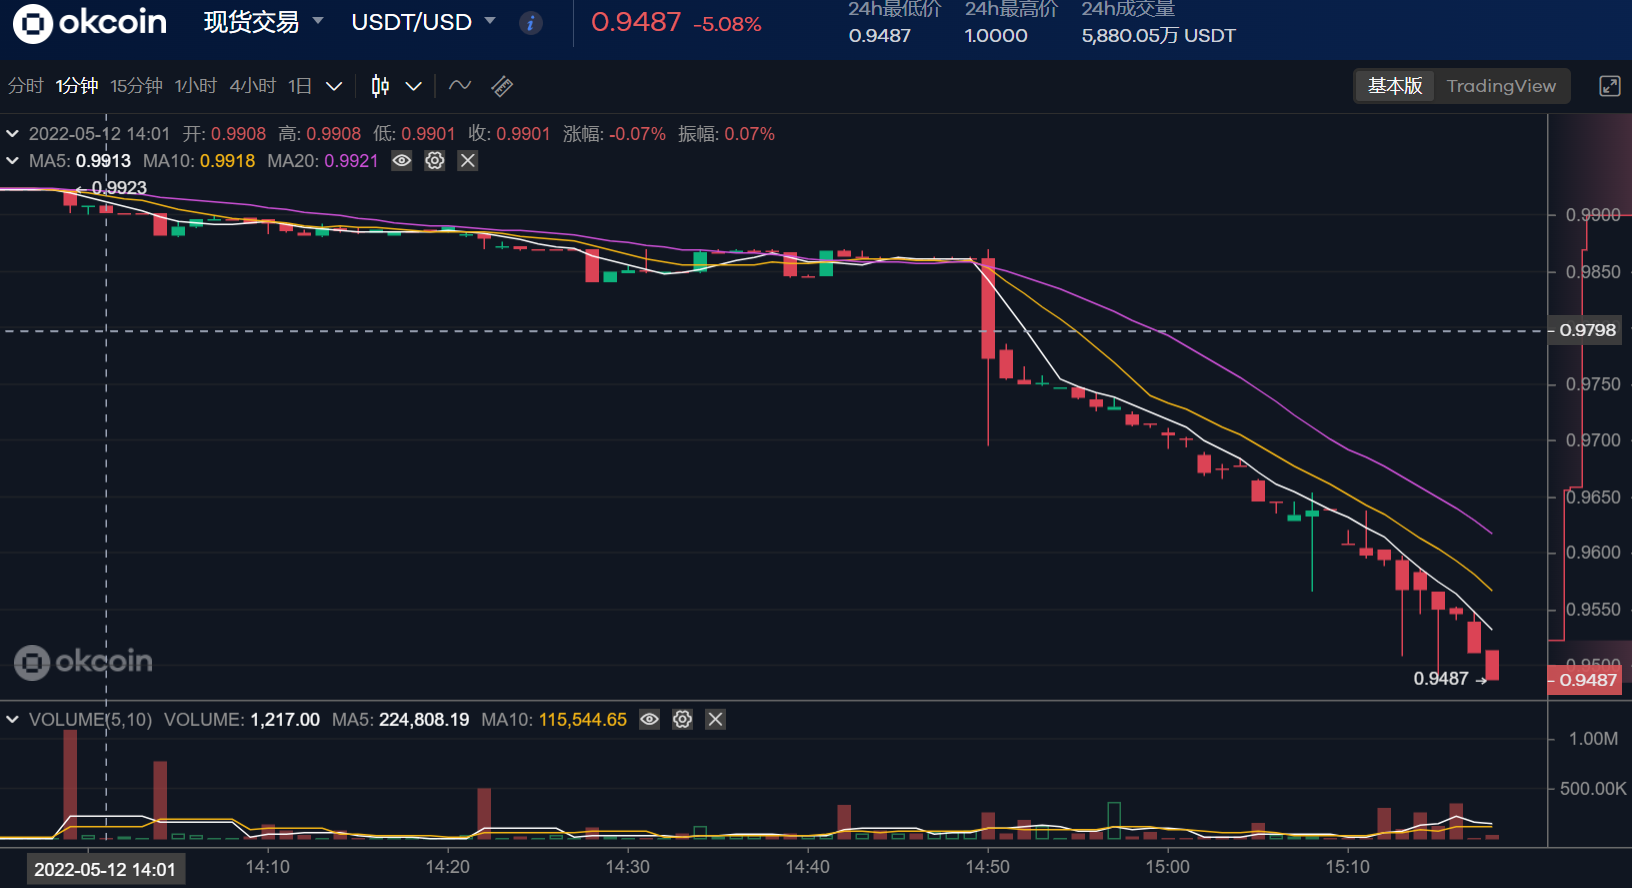 okcoin 现货交易 USDT/USD i 0.9487 -5.08%
24h最低价 24h最高价 24h成交量
0.9487 1.0000 5,880.05万 USDT
分时 1分钟 15分钟 1小时 4小时 1日 基本版 TradingView
2022-05-12 14:01 开: 0.9908 高: 0.9908 低: 0.9901 收: 0.9901 涨幅: -0.07% 振幅: 0.07%
MA5: 0.9913 MA10: 0.9918 MA20: 0.9921
←0.9923
0.9900
0.9850
0.9798
0.9750
0.9700
0.9650
0.9600
0.9550
okcoin
0.9500
0.9487→
0.9487
VOLUME(5,10) VOLUME: 1,217.00 MA5: 224,808.19 MA10: 115,544.65
1.00M
500.00K
2022-05-12 14:01 14:10 14:20 14:30 14:40 14:50 15:00 15:10